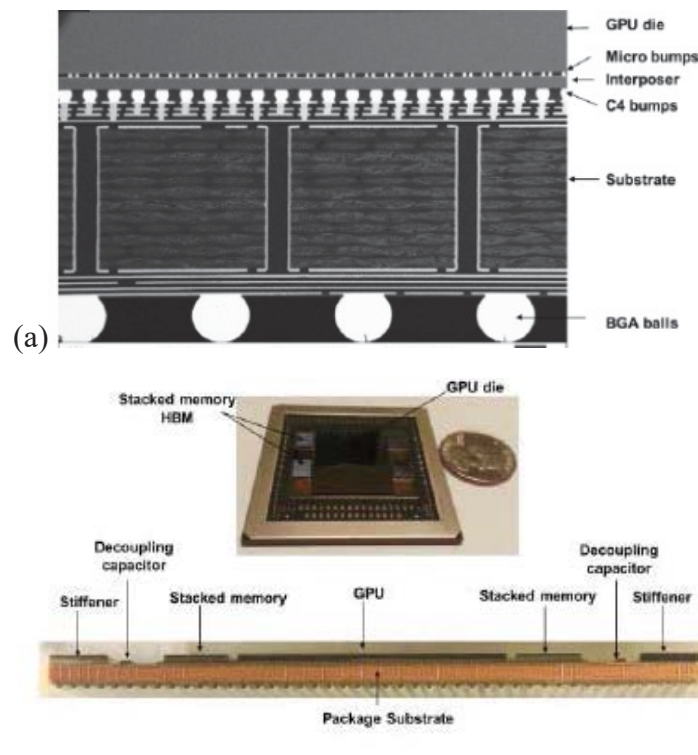 GPU die
Micro bumps
Interposer
C4 bumps
Substrate
BGA balls
(a)
GPU die
Stacked memory
HBM
Decoupling
capacitor
Decoupling
capacitor
Stiffener
Stacked memory
GPU
Stacked memory
Stiffener
Package Substrate